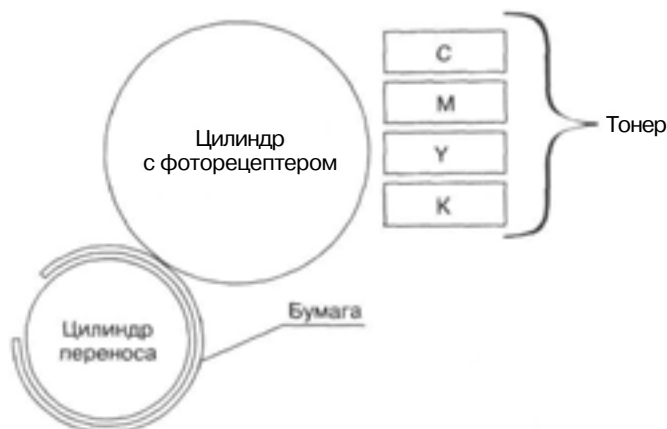 C
M
Цилиндр
с фоторецептером
Y
K
Тонер
Бумага
Цилиндр
переноса